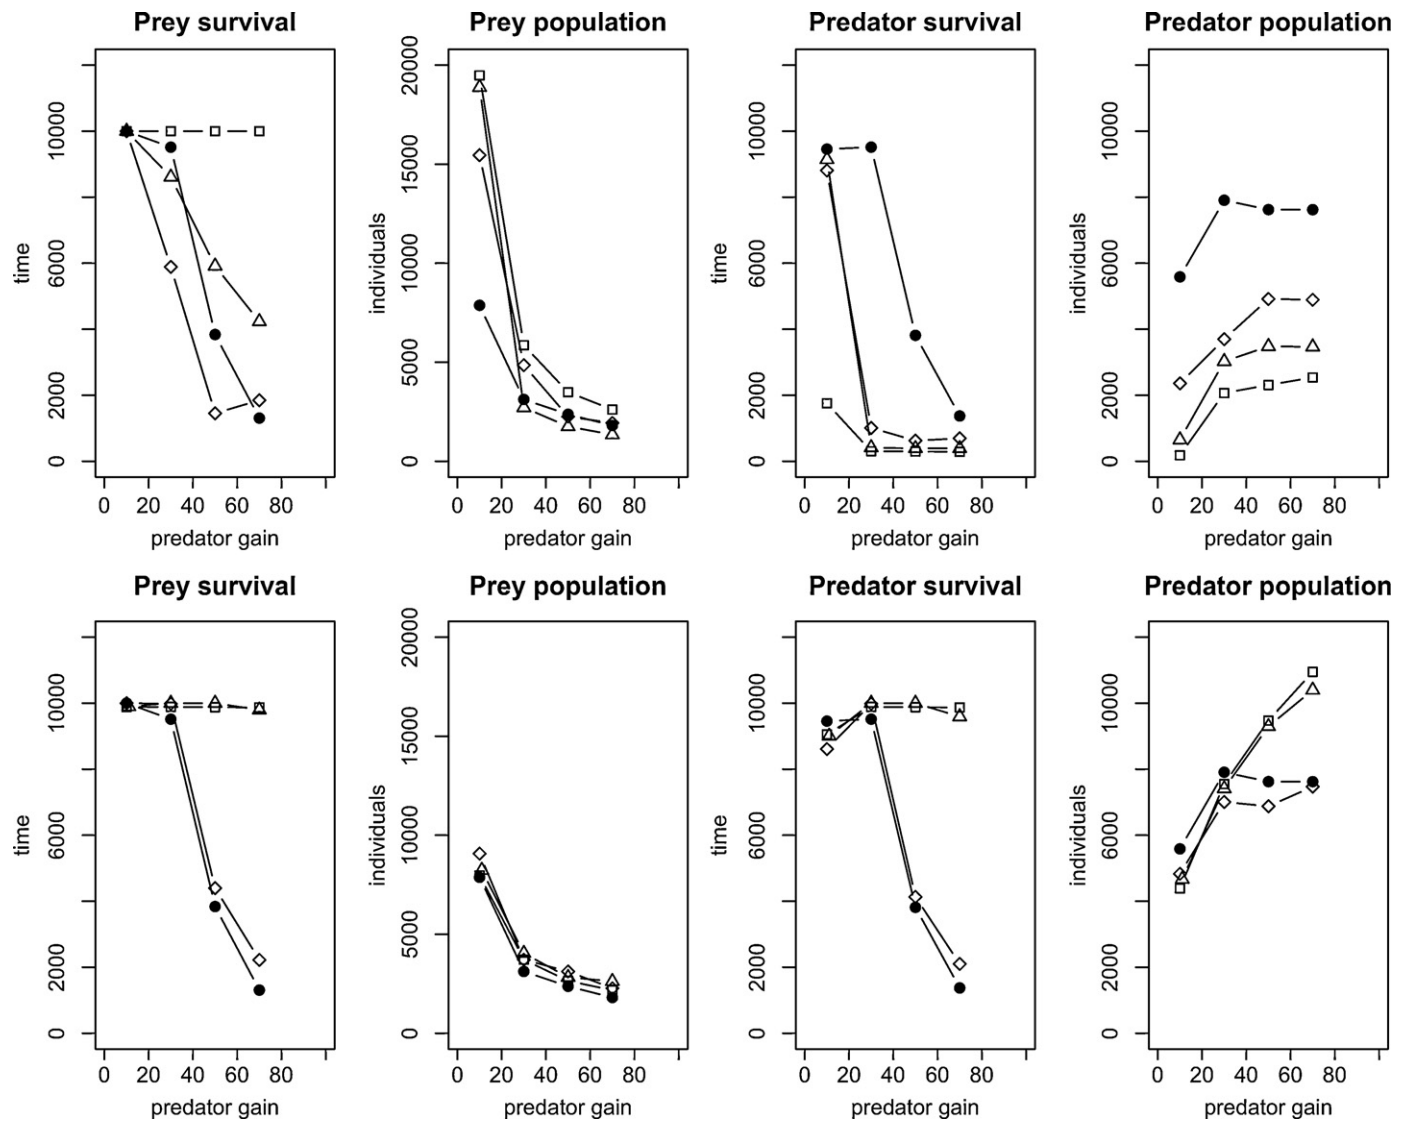 Prey survival
time
0 2000 6000 10000
0 20 40 60 80
predator gain
Prey population
individuals
0 5000 10000 15000 20000
0 20 40 60 80
predator gain
Predator survival
time
0 2000 6000 10000
0 20 40 60 80
predator gain
Predator population
individuals
0 2000 6000 10000
0 20 40 60 80
predator gain
Prey survival
time
0 2000 6000 10000
0 20 40 60 80
predator gain
Prey population
individuals
0 5000 10000 15000 20000
0 20 40 60 80
predator gain
Predator survival
time
0 2000 6000 10000
0 20 40 60 80
predator gain
Predator population
individuals
0 2000 6000 10000
0 20 40 60 80
predator gain